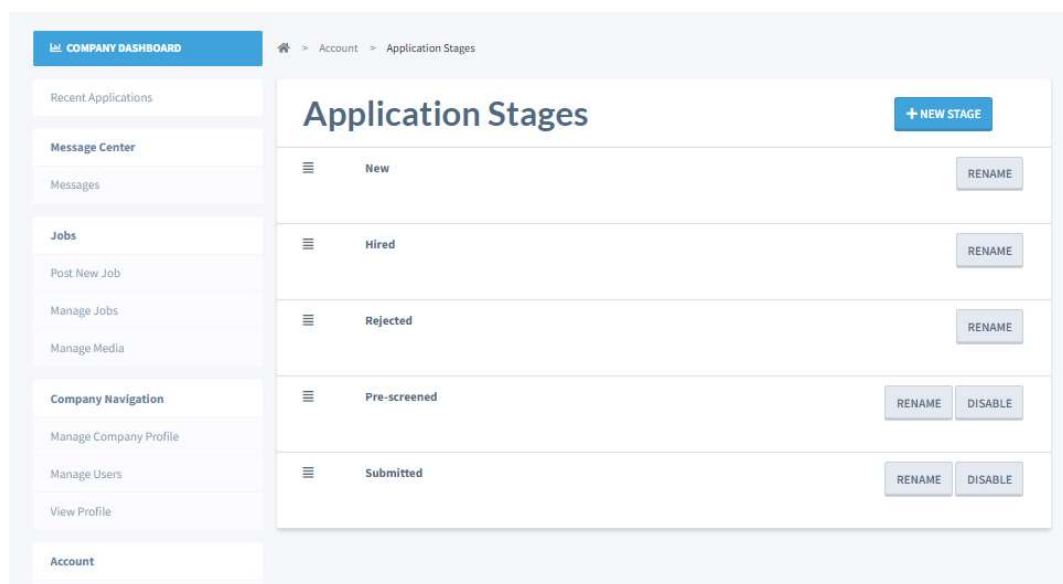 COMPANY DASHBOARD
> Account > Application Stages
Recent Applications
Message Center
Messages
Jobs
Post New Job
Manage Jobs
Manage Media
Company Navigation
Manage Company Profile
Manage Users
View Profile
Account
Application Stages
+ NEW STAGE
New
RENAME
Hired
RENAME
Rejected
RENAME
Pre-screened
RENAME DISABLE
Submitted
RENAME DISABLE